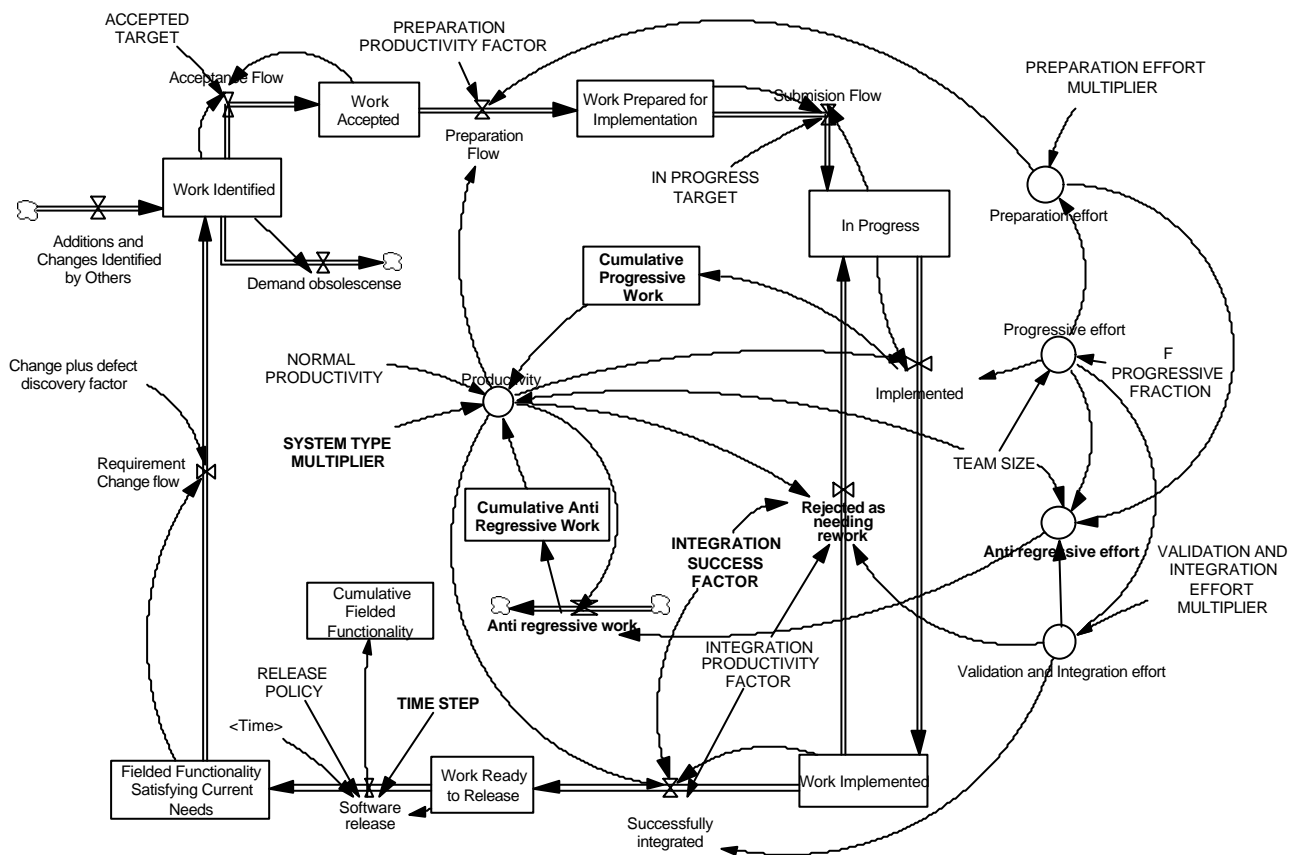 ACCEPTED
TARGET
PREPARATION
PRODUCTIVITY FACTOR
Acceptance Flow
Work
Accepted
Preparation
Flow
Work Prepared for
Implementation
Submision Flow
PREPARATION EFFORT
MULTIPLIER
IN PROGRESS
TARGET
Work Identified
Preparation effort
In Progress
Additions and
Changes Identified
by Others
Demand obsolescense
Cumulative
Progressive
Work
Progressive effort
F
PROGRESSIVE
FRACTION
Change plus defect
discovery factor
NORMAL
PRODUCTIVITY
Productivity
Implemented
SYSTEM TYPE
MULTIPLIER
TEAM SIZE
Requirement
Change flow
Cumulative Anti
Regressive Work
INTEGRATION
SUCCESS
FACTOR
Rejected as
needing
rework
Anti regressive effort
VALIDATION AND
INTEGRATION
EFFORT
MULTIPLIER
Cumulative
Fielded
Functionality
Anti regressive work
INTEGRATION
PRODUCTIVITY
FACTOR
Validation and Integration effort
RELEASE
POLICY
TIME STEP
<Time>
Fielded Functionality
Satisfying Current
Needs
Software
release
Work Ready
to Release
Successfully
integrated
Work Implemented